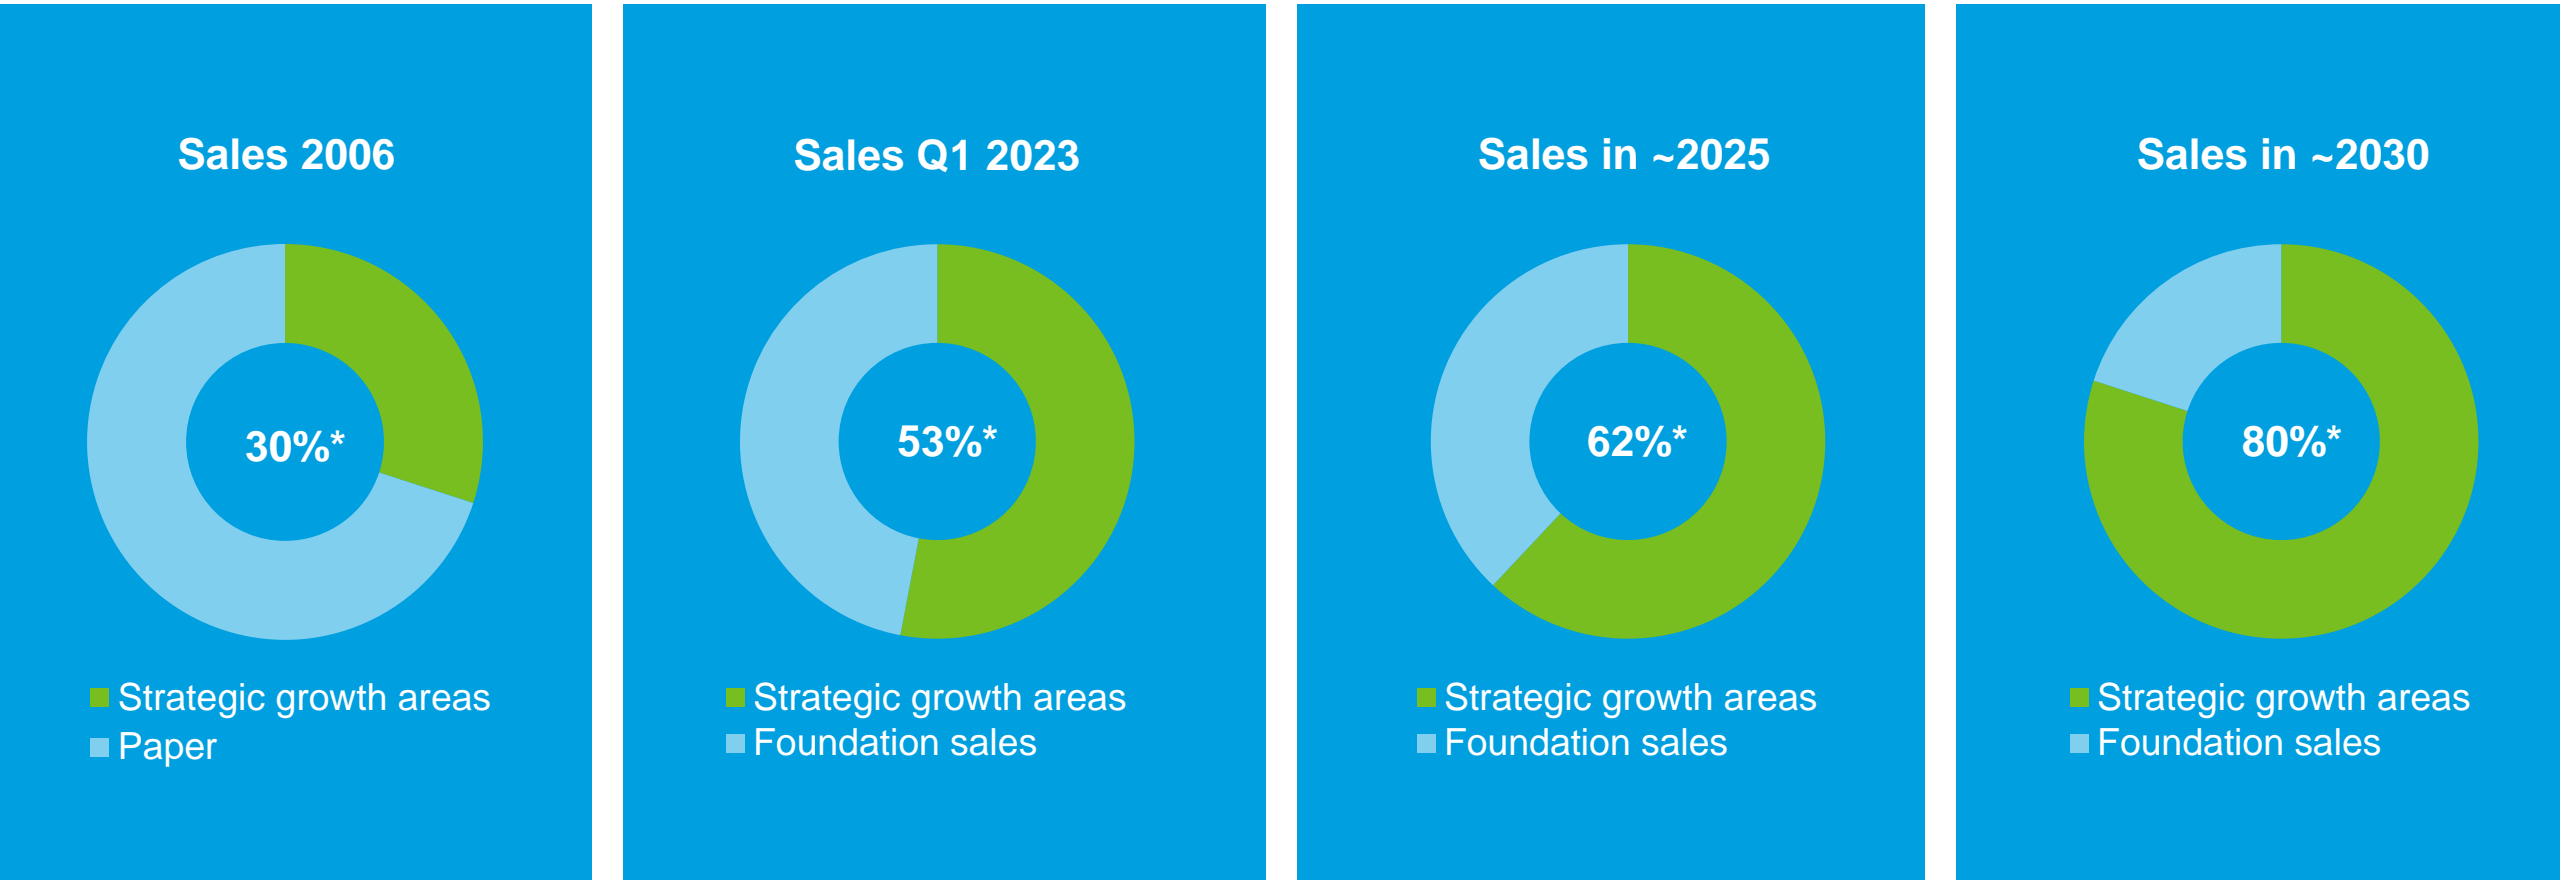 Sales 2006
30%*
Strategic growth areas
Paper
Sales Q1 2023
53%*
Strategic growth areas
Foundation sales
Sales in ~2025
62%*
Strategic growth areas
Foundation sales
Sales in ~2030
80%*
Strategic growth areas
Foundation sales